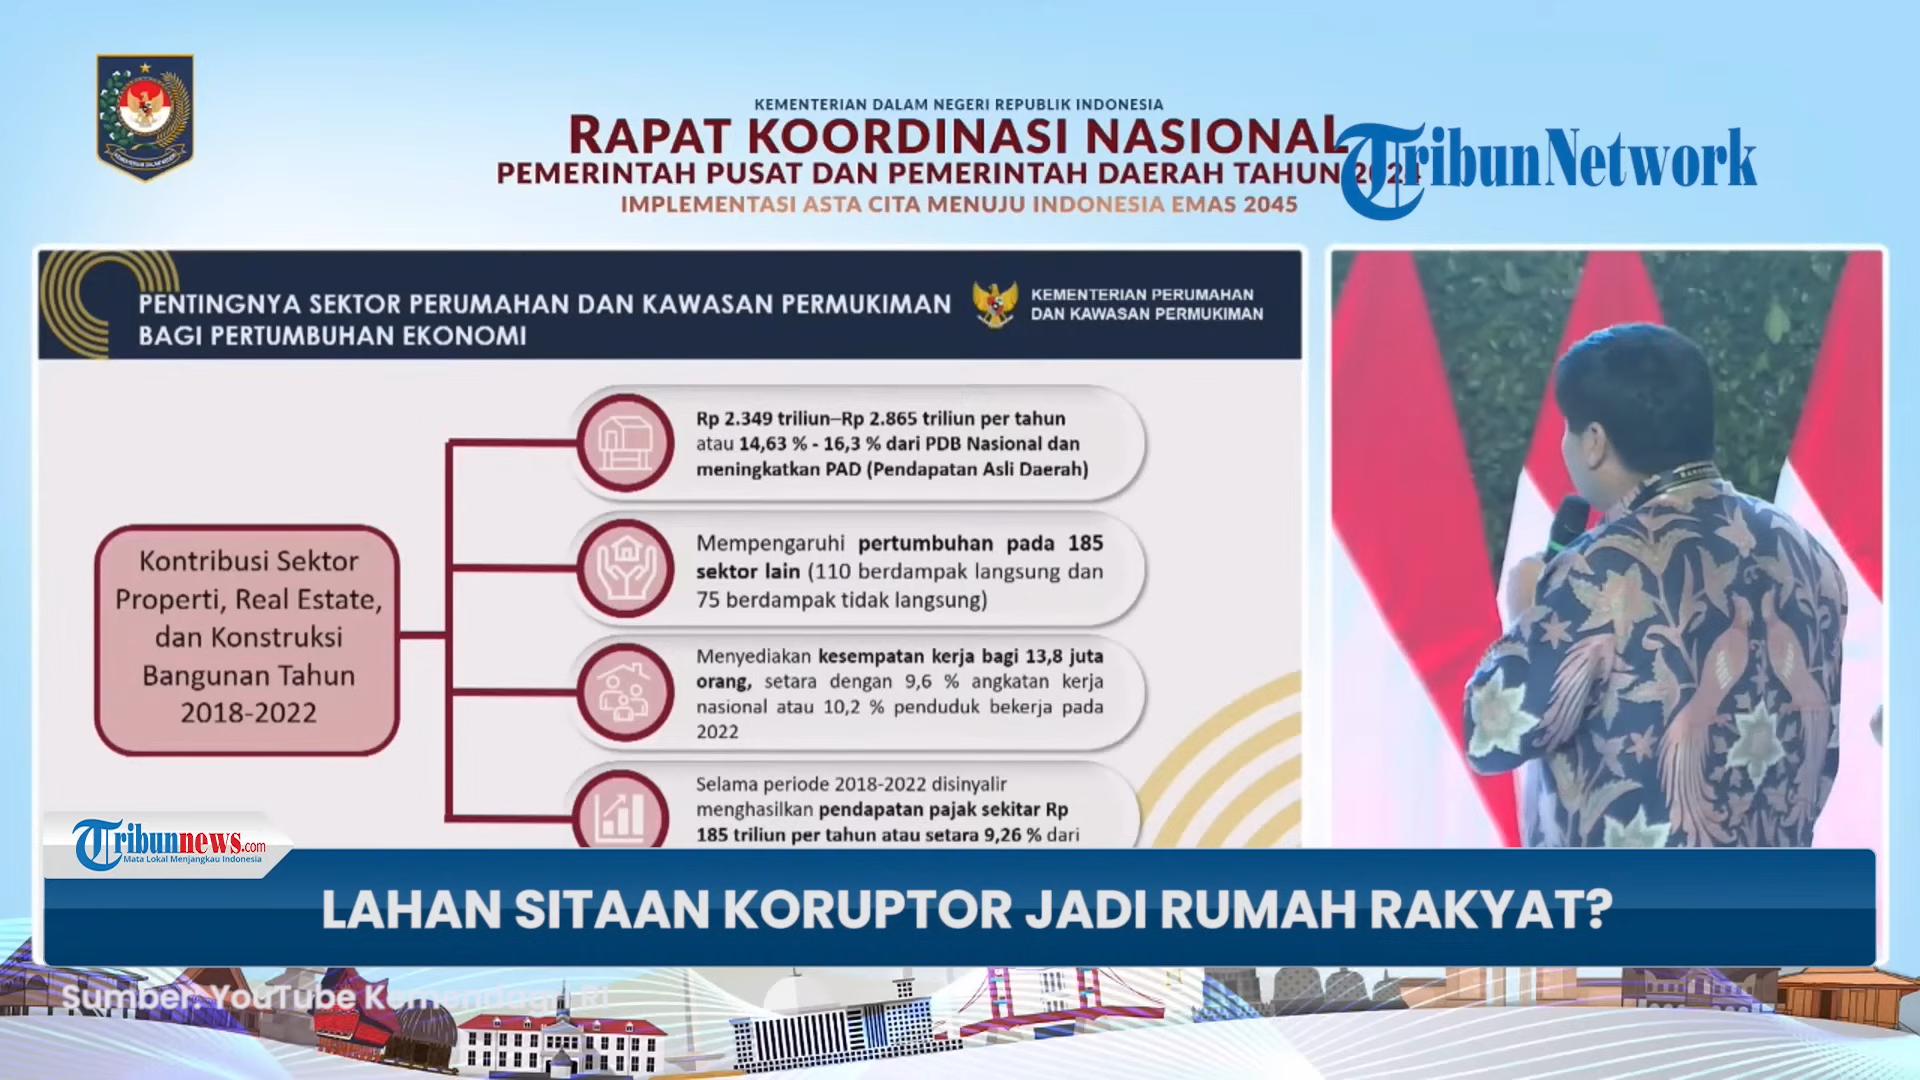 KEMENTERIAN DALAM NEGERI REPUBLIK INDONESIA
RAPAT KOORDINASI NASIONAL
PEMERINTAH PUSAT DAN PEMERINTAH DAERAH TAHUN 2024
IMPLEMENTASI ASTA CITA MENUJU INDONESIA EMAS 2045
TribunNetwork
PENTINGNYA SEKTOR PERUMAHAN DAN KAWASAN PERMUKIMAN
BAGI PERTUMBUHAN EKONOMI
KEMENTERIAN PERUMAHAN
DAN KAWASAN PERMUKIMAN
Kontribusi Sektor
Properti, Real Estate,
dan Konstruksi
Bangunan Tahun
2018-2022
Rp 2.349 triliun–Rp 2.865 triliun per tahun
atau 14,63 % - 16,3 % dari PDB Nasional dan
meningkatkan PAD (Pendapatan Asli Daerah)
Mempengaruhi pertumbuhan pada 185
sektor lain (110 berdampak langsung dan
75 berdampak tidak langsung)
Menyediakan kesempatan kerja bagi 13,8 juta
orang, setara dengan 9,6 % angkatan kerja
nasional atau 10,2 % penduduk bekerja pada
2022
Selama periode 2018-2022 disinyalir
menghasilkan pendapatan pajak sekitar Rp
185 triliun per tahun atau setara 9,26 % dari
Tribunnews.com
Mata Lokal Menjangkau Indonesia
LAHAN SITAAN KORUPTOR JADI RUMAH RAKYAT?
Sumber: YouTube Kemendagri RI